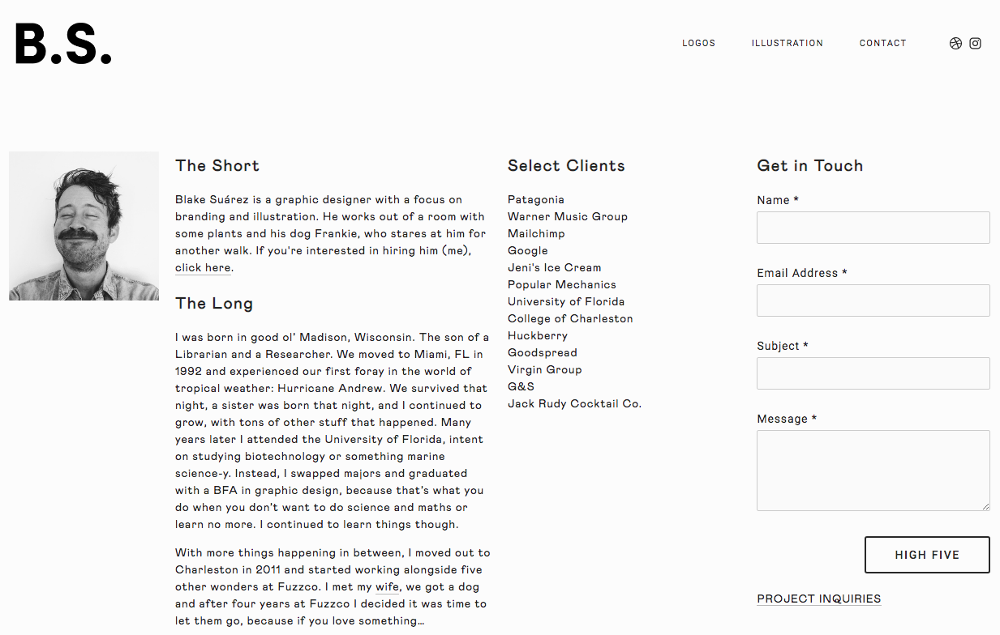 B.S.
LOGOS
ILLUSTRATION
CONTACT
The Short
Blake Suárez is a graphic designer with a focus on
branding and illustration. He works out of a room with
some plants and his dog Frankie, who stares at him for
another walk. If you're interested in hiring him (me),
click here.
The Long
I was born in good ol' Madison, Wisconsin. The son of a
Librarian and a Researcher. We moved to Miami, FL in
1992 and experienced our first foray in the world of
tropical weather: Hurricane Andrew. We survived that
night, a sister was born that night, and I continued to
grow, with tons of other stuff that happened. Many
years later I attended the University of Florida, intent
on studying biotechnology or something marine
science-y. Instead, I swapped majors and graduated
with a BFA in graphic design, because that's what you
do when you don't want to do science and maths or
learn no more. I continued to learn things though.
With more things happening in between, I moved out to
Charleston in 2011 and started working alongside five
other wonders at Fuzzco. I met my wife, we got a dog
and after four years at Fuzzco I decided it was time to
let them go, because if you love something…
Select Clients
Patagonia
Warner Music Group
Mailchimp
Google
Jeni's Ice Cream
Popular Mechanics
University of Florida
College of Charleston
Huckberry
Goodspread
Virgin Group
G&S
Jack Rudy Cocktail Co.
Get in Touch
Name *
Email Address *
Subject *
Message *
HIGH FIVE
PROJECT INQUIRIES